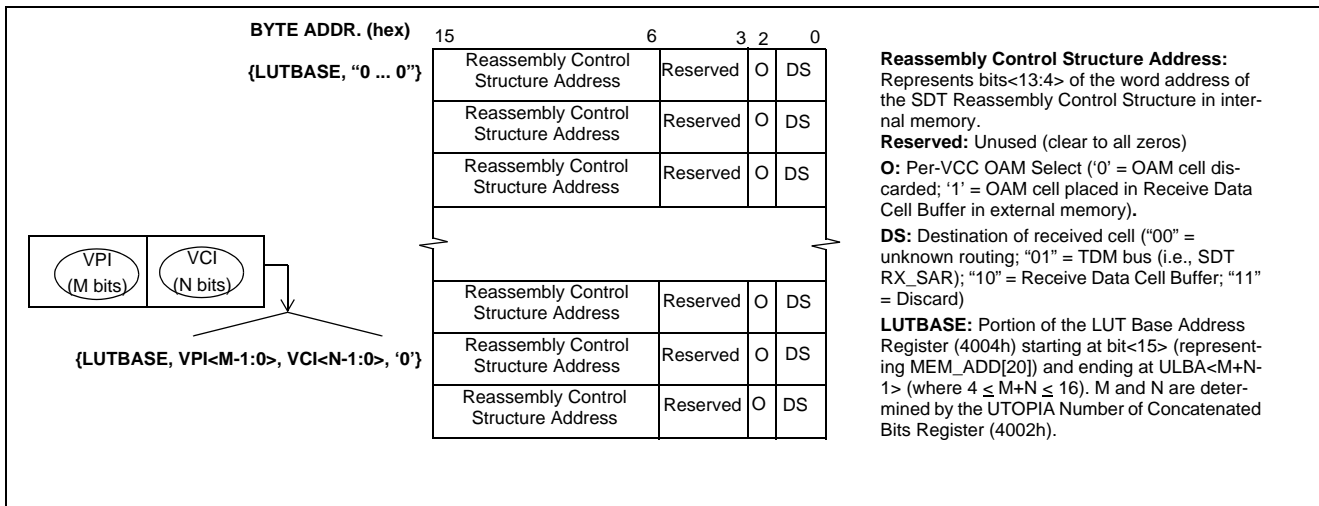 BYTE ADDR. (hex)
15 6 3 2 0
{LUTBASE, “0 ... 0”}
Reassembly Control
Structure Address
Reserved
O
DS
Reassembly Control
Structure Address
Reserved
O
DS
Reassembly Control
Structure Address
Reserved
O
DS
VPI
(M bits)
VCI
(N bits)
{LUTBASE, VPI<M-1:0>, VCI<N-1:0>, ‘0’}
Reassembly Control
Structure Address
Reserved
O
DS
Reassembly Control
Structure Address
Reserved
O
DS
Reassembly Control
Structure Address
Reserved
O
DS
Reassembly Control Structure Address:
Represents bits<13:4> of the word address of
the SDT Reassembly Control Structure in inter-
nal memory.
Reserved: Unused (clear to all zeros)
O: Per-VCC OAM Select (‘0’ = OAM cell dis-
carded; ‘1’ = OAM cell placed in Receive Data
Cell Buffer in external memory).
DS: Destination of received cell (“00” =
unknown routing; “01” = TDM bus (i.e., SDT
RX_SAR); “10” = Receive Data Cell Buffer; “11”
= Discard)
LUTBASE: Portion of the LUT Base Address
Register (4004h) starting at bit<15> (represent-
ing MEM_ADD[20]) and ending at ULBA<M+N-
1> (where 4 ≤ M+N ≤ 16). M and N are deter-
mined by the UTOPIA Number of Concatenated
Bits Register (4002h).